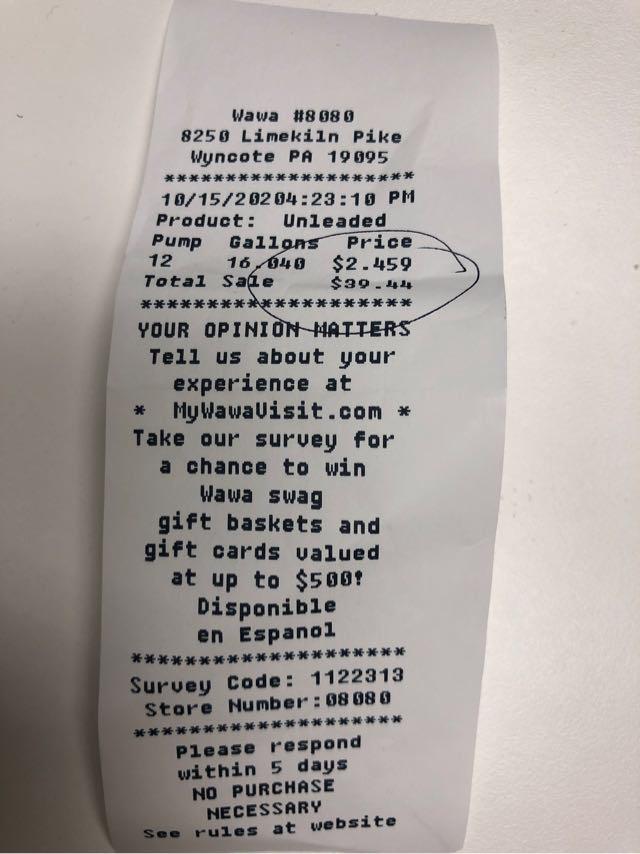 Wawa #8080
8250 Limekiln Pike
Wyncote PA 19095
*******************
10/15/20204:23:10 PM
Product: Unleaded
Pump Gallons Price
12 16.040 $2.459
Total Sale $39.44
********************
YOUR OPINION MATTERS
Tell us about your
experience at
* MyWawaVisit.com *
Take our survey for
a chance to win
Wawa swag
gift baskets and
gift cards valued
at up to $500!
Disponible
en Espanol
********************
Survey Code: 1122313
Store Number:08080
********************
Please respond
within 5 days
NO PURCHASE
NECESSARY
See rules at website